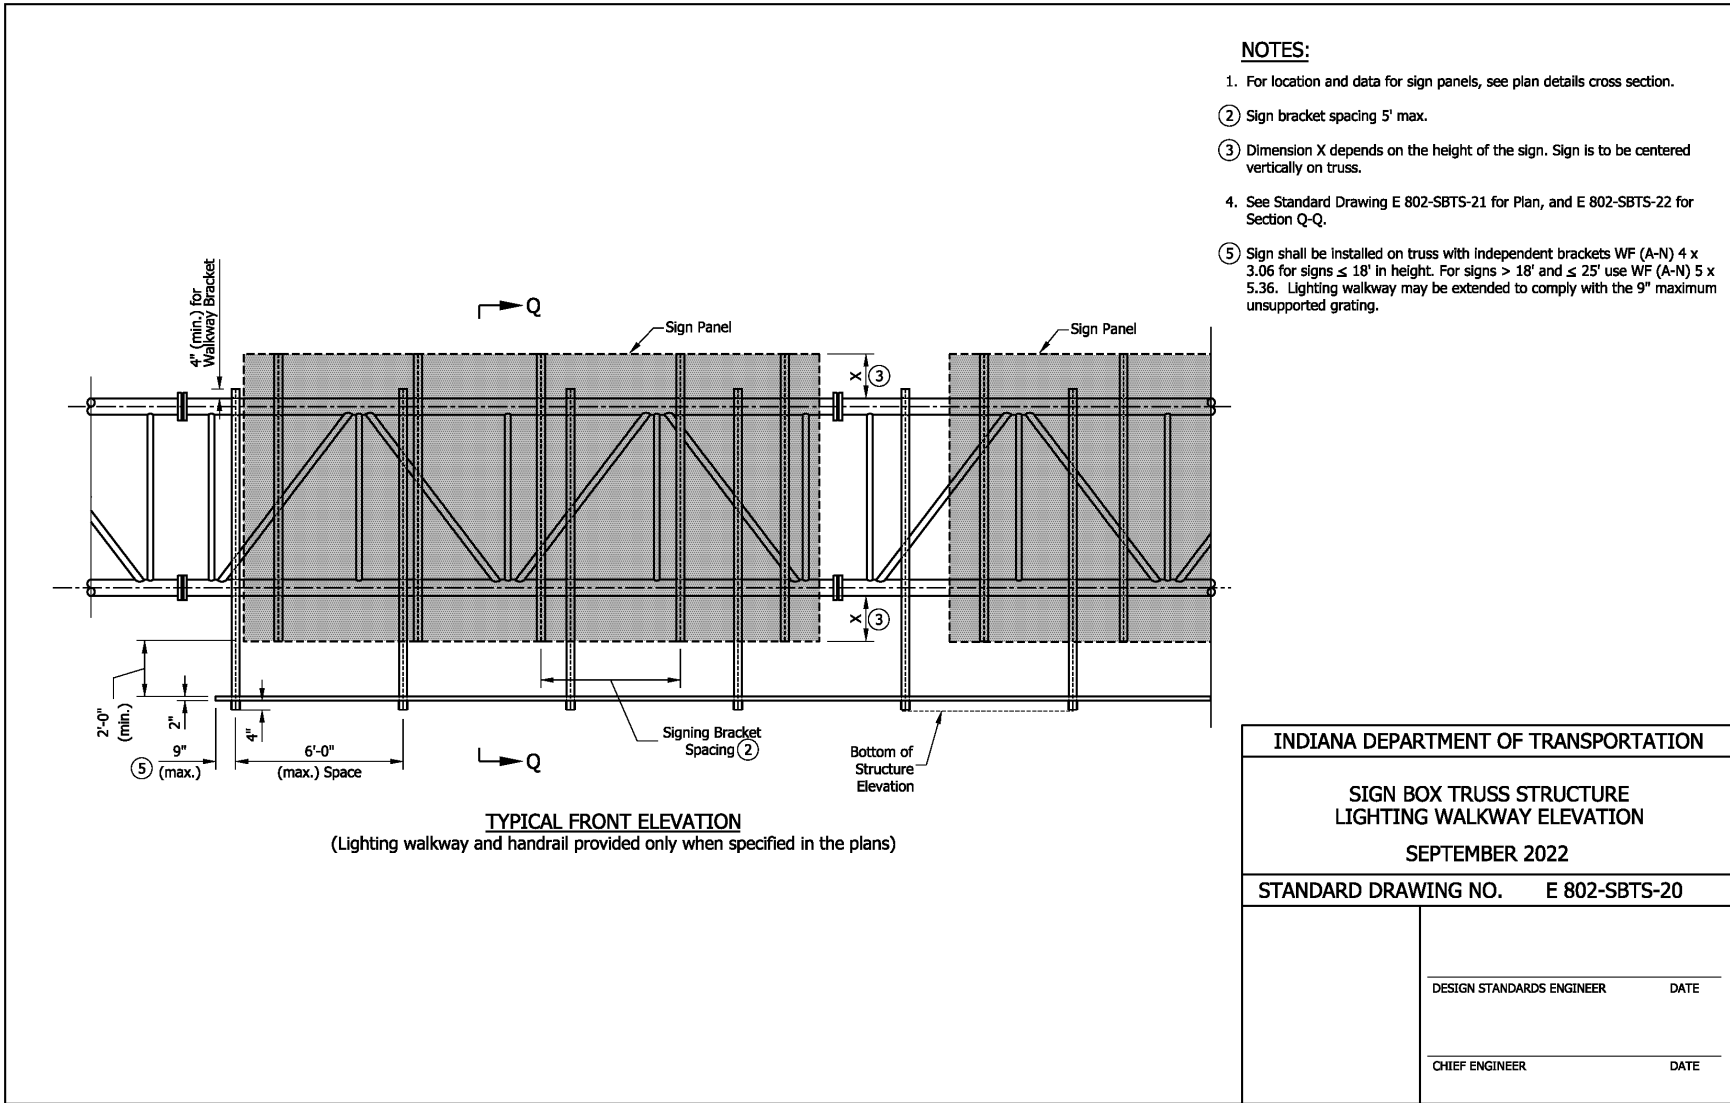 NOTES:
1. For location and data for sign panels, see plan details cross section.
2 Sign bracket spacing 5' max.
3 Dimension X depends on the height of the sign. Sign is to be centered
vertically on truss.
4. See Standard Drawing E 802-SBTS-21 for Plan, and E 802-SBTS-22 for
Section Q-Q.
5 Sign shall be installed on truss with independent brackets WF (A-N) 4 x
3.06 for signs ≤ 18' in height. For signs > 18' and ≤ 25' use WF (A-N) 5 x
5.36. Lighting walkway may be extended to comply with the 9" maximum
unsupported grating.
4" (min.) for
Walkway Bracket
Q
Sign Panel
Sign Panel
X
3
X
3
2'-0"
(min.)
2"
4"
5
9"
(max.)
6'-0"
(max.) Space
Signing Bracket
Spacing 2
Q
Bottom of
Structure
Elevation
TYPICAL FRONT ELEVATION
(Lighting walkway and handrail provided only when specified in the plans)
INDIANA DEPARTMENT OF TRANSPORTATION
SIGN BOX TRUSS STRUCTURE
LIGHTING WALKWAY ELEVATION
SEPTEMBER 2022
STANDARD DRAWING NO. E 802-SBTS-20
DESIGN STANDARDS ENGINEER DATE
CHIEF ENGINEER DATE